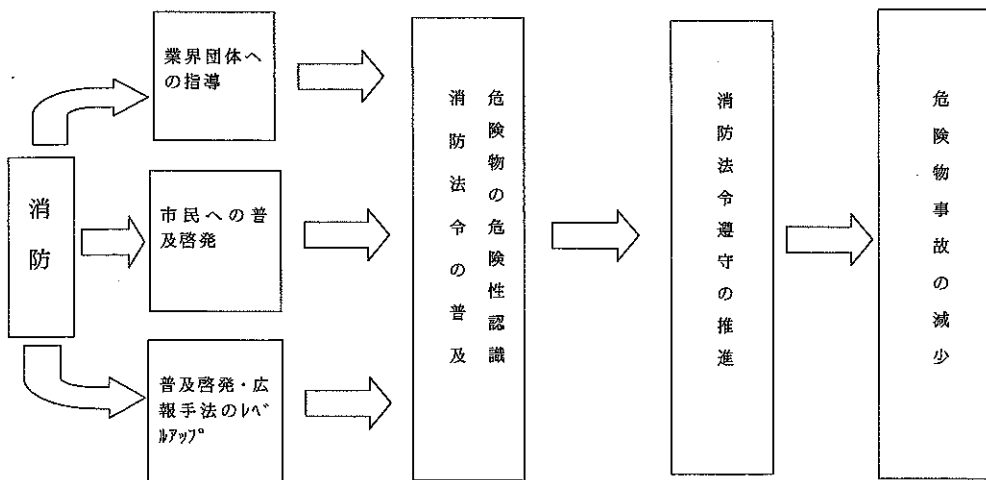 消防
業界団体へ
の指導
市民への普
及啓発
普及啓発・広
報手法のﾚﾍﾞ
ﾙｱｯﾌﾟ
危険物の危険性認識
消防法令の普及
消防法令遵守の推進
危険物事故の減少